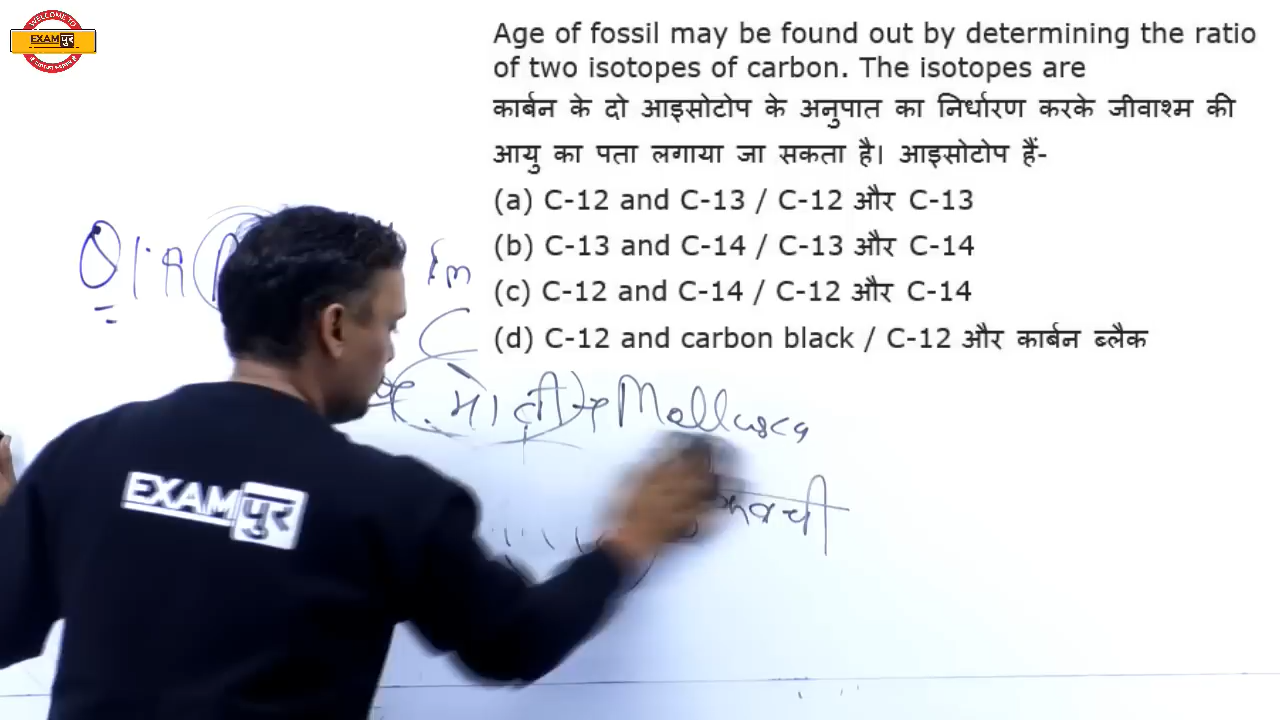 WELCOME TO
EXAMपुर
Age of fossil may be found out by determining the ratio
of two isotopes of carbon. The isotopes are
कार्बन के दो आइसोटोप के अनुपात का निर्धारण करके जीवाश्म की
आयु का पता लगाया जा सकता है। आइसोटोप हैं-
(a) C-12 and C-13 / C-12 और C-13
(b) C-13 and C-14 / C-13 और C-14
(c) C-12 and C-14 / C-12 और C-14
(d) C-12 and carbon black / C-12 और कार्बन ब्लैक
मोती
Mollusca
कवची
EXAMपुर